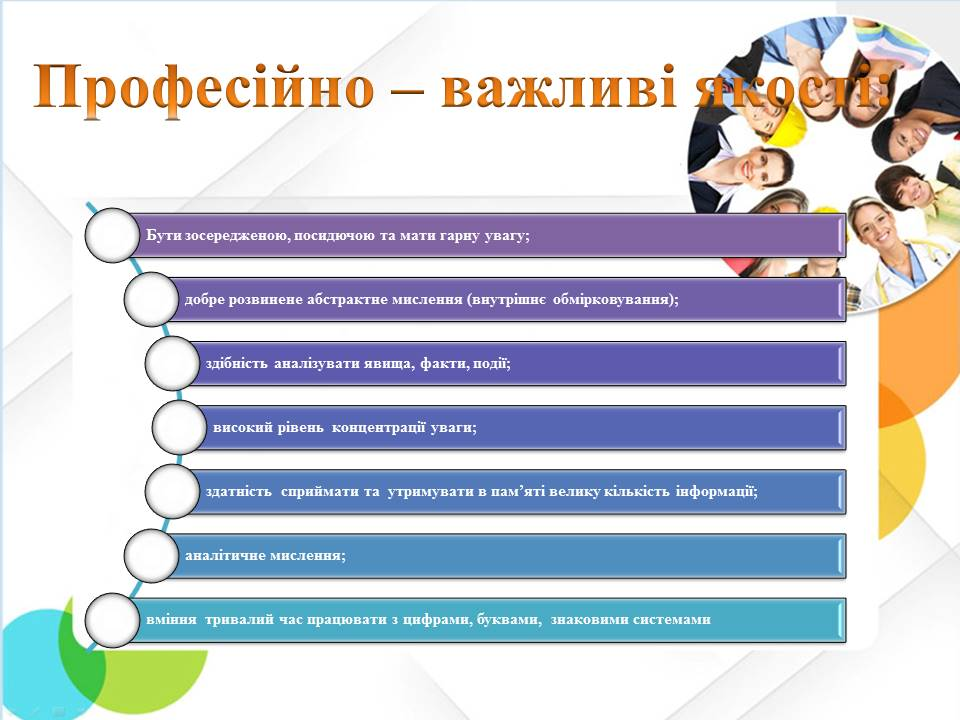 Професійно – важливі якості:
Бути зосередженою, посидючою та мати гарну увагу;
добре розвинене абстрактне мислення (внутрішнє обмірковування);
здібність аналізувати явища, факти, події;
високий рівень концентрації уваги;
здатність сприймати та утримувати в пам’яті велику кількість інформації;
аналітичне мислення;
вміння тривалий час працювати з цифрами, буквами, знаковими системами